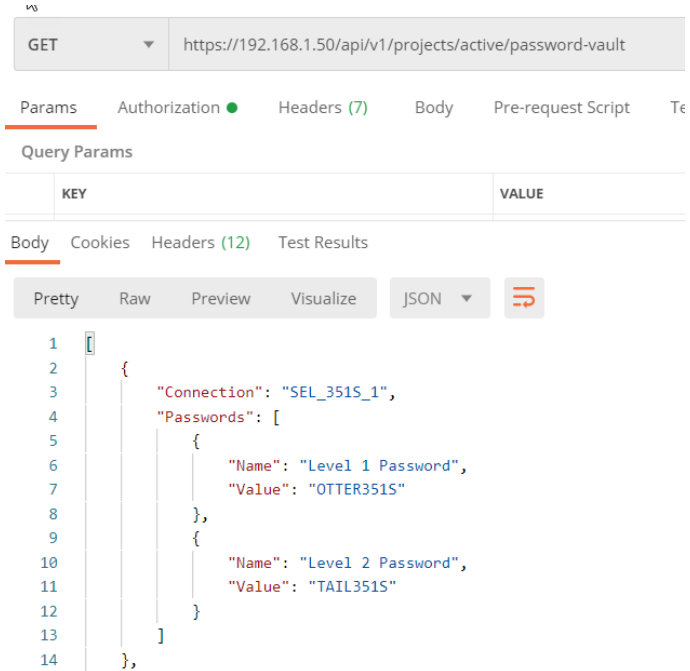 GET https://192.168.1.50/api/v1/projects/active/password-vault
Params Authorization Headers (7) Body Pre-request Script Te
Query Params
KEY VALUE
Body Cookies Headers (12) Test Results
Pretty Raw Preview Visualize JSON
1 [
2 {
3 "Connection": "SEL_351S_1",
4 "Passwords": [
5 {
6 "Name": "Level 1 Password",
7 "Value": "OTTER351S"
8 },
9 {
10 "Name": "Level 2 Password",
11 "Value": "TAIL351S"
12 }
13 ]
14 },